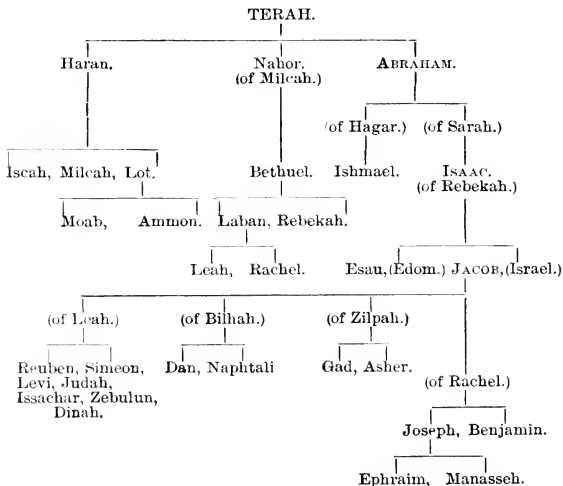 TERAH.
Haran. Nahor. ABRAHAM.
(of Milcah.)
(of Hagar.) (of Sarah.)
Iscah, Milcah, Lot. Bethuel. Ishmael. ISAAC.
(of Rebekah.)
Moab, Ammon. Laban, Rebekah.
Leah, Rachel. Esau,(Edom.) JACOB,(Israel.)
(of Leah.) (of Bilhah.) (of Zilpah.)
Reuben, Simeon, Dan, Naphtali Gad, Asher.
Levi, Judah, (of Rachel.)
Issachar, Zebulun,
Dinah.
Joseph, Benjamin.
Ephraim, Manasseh.